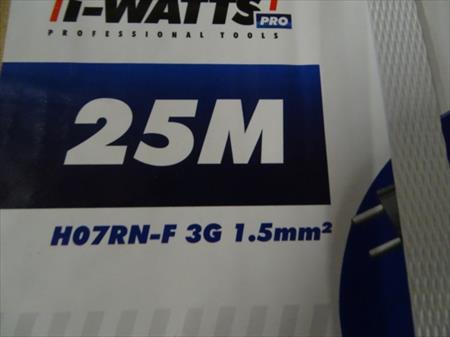 I-WATTS
PRO
PROFESSIONAL TOOLS
25M
H07RN-F 3G 1.5mm²